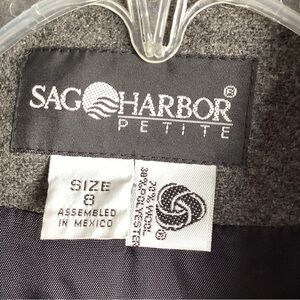 SAG HARBOR ®
PETITE
SIZE
8
ASSEMBLED
IN MEXICO
70% WOOL
30% POLYESTER
®